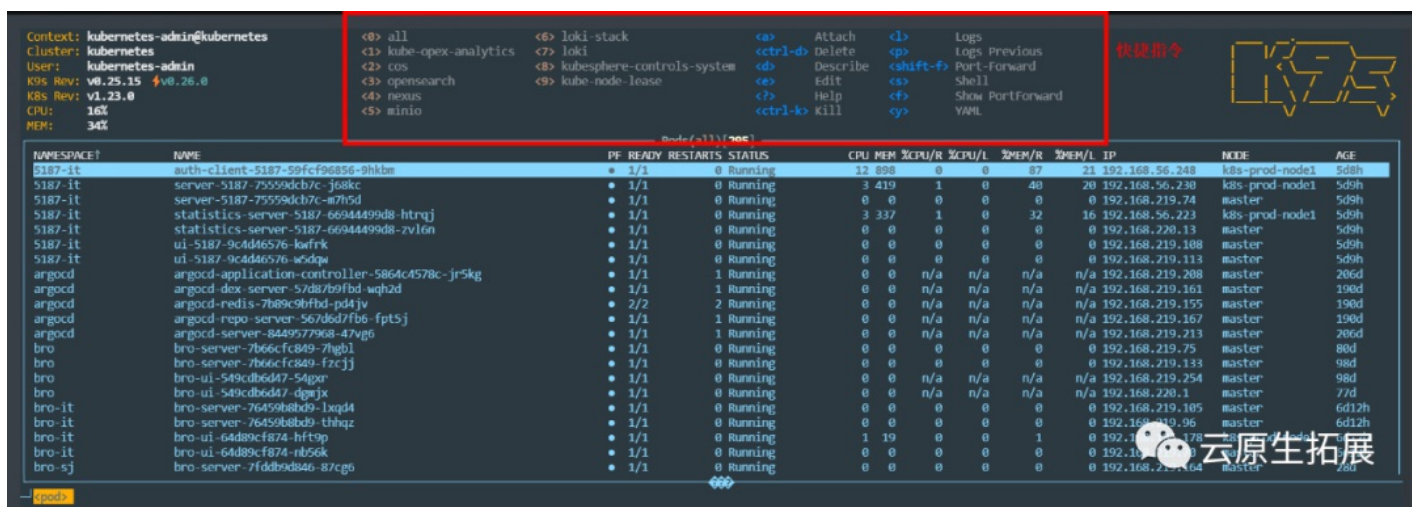 Context: kubernetes-admin@kubernetes <0> all <6> loki-stack <a> Attach <l> Logs
Cluster: kubernetes <1> kube-opex-analytics <7> loki <ctrl-d> Delete <p> Logs Previous 快捷指令
User: kubernetes-admin <2> cos <8> kubesphere-controls-system <d> Describe <shift-f> Port-Forward
K9s Rev: v0.25.15 ⚡v0.26.0 <3> opensearch <9> kube-node-lease <e> Edit <s> Shell
K8s Rev: v1.23.0 <4> nexus <?> Help <f> Show PortForward
CPU: 16% <5> minio <ctrl-k> Kill <y> YAML
MEM: 34%
Pods(all)[295]
NAMESPACE↑ NAME PF READY RESTARTS STATUS CPU MEM %CPU/R %CPU/L %MEM/R %MEM/L IP NODE AGE
5187-it auth-client-5187-59fcf96856-9hkbm ● 1/1 0 Running 12 898 0 0 87 21 192.168.56.248 k8s-prod-node1 5d8h
5187-it server-5187-75559dcb7c-j68kc ● 1/1 0 Running 3 419 1 0 40 20 192.168.56.230 k8s-prod-node1 5d9h
5187-it server-5187-75559dcb7c-m7h5d ● 1/1 0 Running 0 0 0 0 0 0 192.168.219.74 master 5d9h
5187-it statistics-server-5187-66944499d8-htrqj ● 1/1 0 Running 3 337 1 0 32 16 192.168.56.223 k8s-prod-node1 5d9h
5187-it statistics-server-5187-66944499d8-zvl6n ● 1/1 0 Running 0 0 0 0 0 0 192.168.220.13 master 5d9h
5187-it ui-5187-9c4d46576-kwfrk ● 1/1 0 Running 0 0 0 0 0 0 192.168.219.108 master 5d9h
5187-it ui-5187-9c4d46576-w5dqw ● 1/1 0 Running 0 0 0 0 0 0 192.168.219.113 master 5d9h
argocd argocd-application-controller-5864c4578c-jr5kg ● 1/1 1 Running 0 0 n/a n/a n/a n/a 192.168.219.208 master 206d
argocd argocd-dex-server-57d87b9fbd-wqh2d ● 1/1 1 Running 0 0 n/a n/a n/a n/a 192.168.219.161 master 190d
argocd argocd-redis-7b89c9bfbd-pd4jv ● 2/2 2 Running 0 0 n/a n/a n/a n/a 192.168.219.155 master 190d
argocd argocd-repo-server-567d6d7fb6-fpt5j ● 1/1 1 Running 0 0 n/a n/a n/a n/a 192.168.219.167 master 190d
argocd argocd-server-8449577968-47vg6 ● 1/1 1 Running 0 0 n/a n/a n/a n/a 192.168.219.213 master 206d
bro bro-server-7b66cfc849-7hgbl ● 1/1 0 Running 0 0 0 0 0 0 192.168.219.75 master 80d
bro bro-server-7b66cfc849-fzcjj ● 1/1 0 Running 0 0 0 0 0 0 192.168.219.133 master 98d
bro bro-ui-549cdb6d47-54gxr ● 1/1 0 Running 0 0 n/a n/a n/a n/a 192.168.219.254 master 98d
bro bro-ui-549cdb6d47-dgmjx ● 1/1 0 Running 0 0 n/a n/a n/a n/a 192.168.220.1 master 77d
bro-it bro-server-76459b8bd9-lxqd4 ● 1/1 0 Running 0 0 0 0 0 0 192.168.219.105 master 6d12h
bro-it bro-server-76459b8bd9-thhqz ● 1/1 0 Running 0 0 0 0 0 0 master 6d12h
bro-it bro-ui-64d89cf874-hft9p ● 1/1 0 Running 1 19 0 0 1 0
bro-it bro-ui-64d89cf874-nb56k ● 1/1 0 Running 0 0 0 0 0 0
bro-sj bro-server-7fddb9d846-87cg6 ● 1/1 0 Running 0 0 0 0 0 0 master 28d
云原生拓展
<pod>